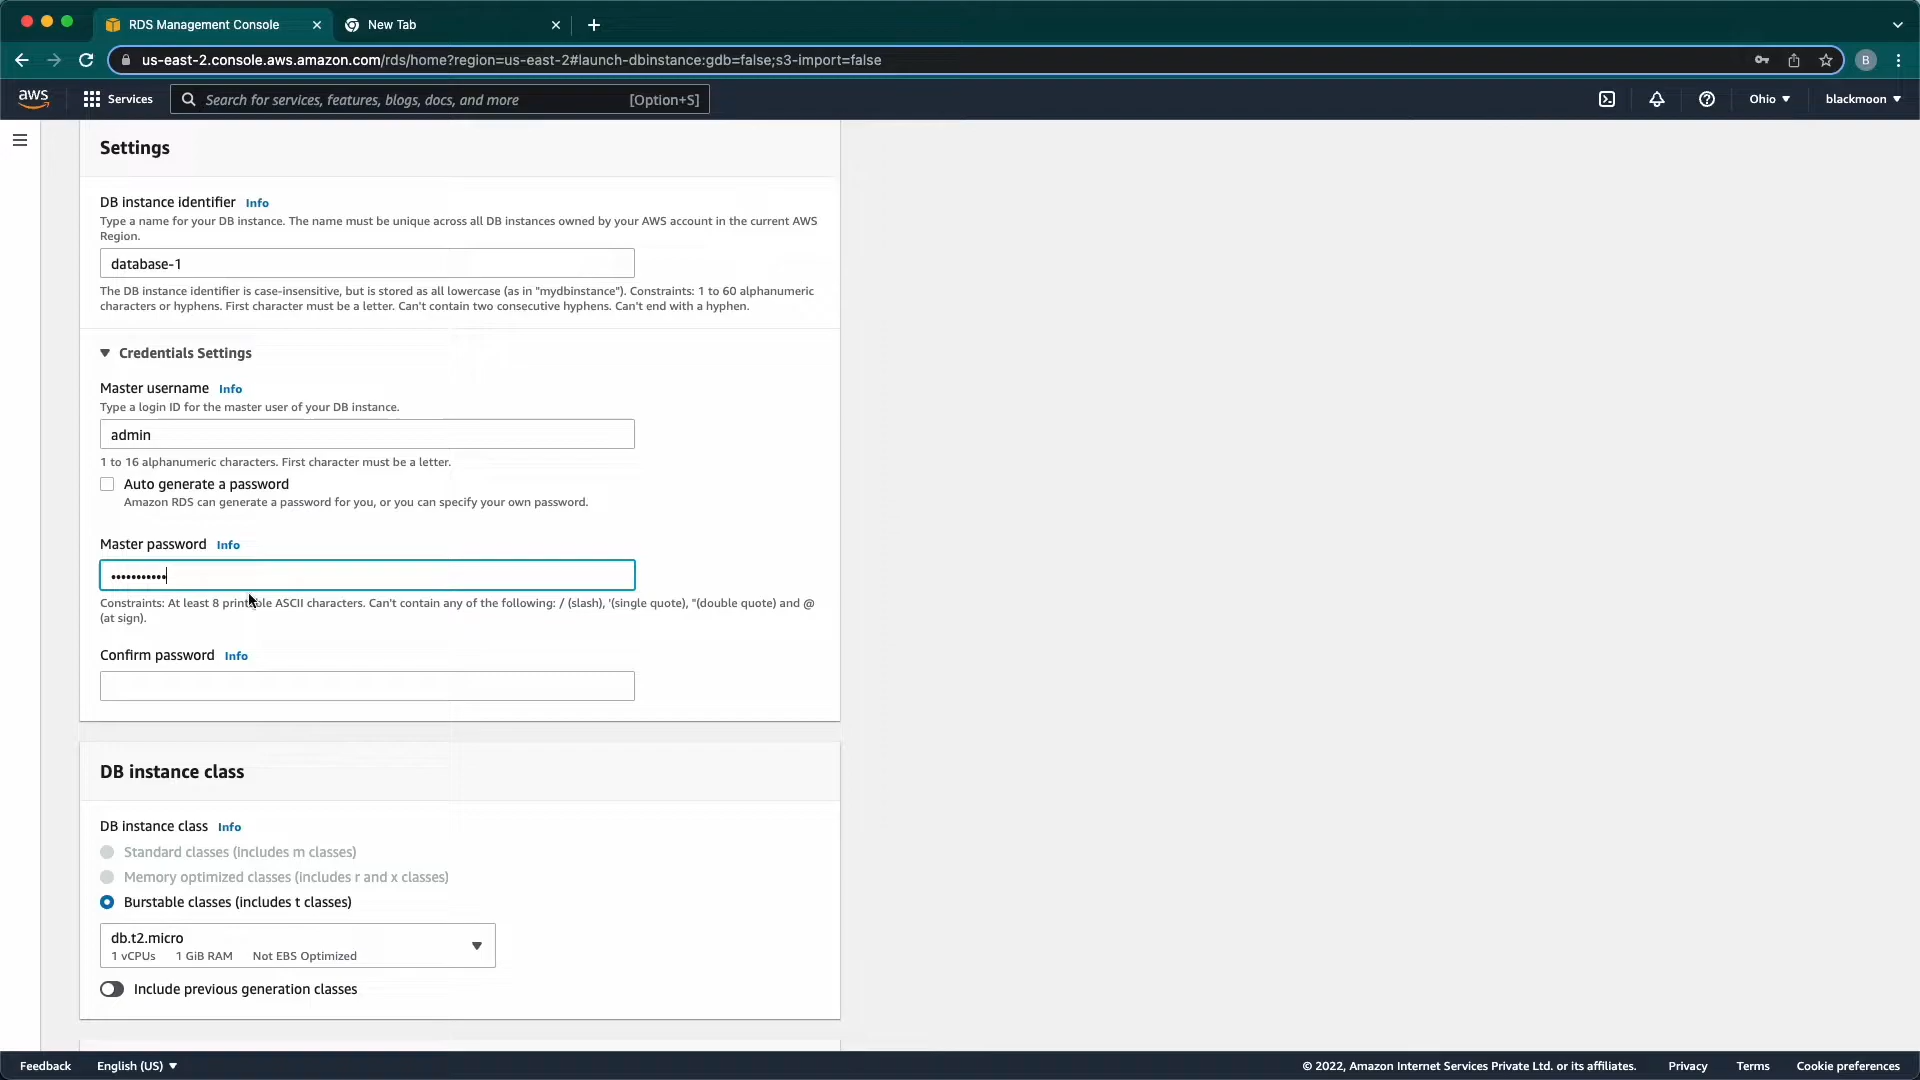 RDS Management Console
New Tab
us-east-2.console.aws.amazon.com/rds/home?region=us-east-2#launch-dbinstance:gdb=false;s3-import=false
B
aws
Services
Search for services, features, blogs, docs, and more
[Option+S]
Ohio
blackmoon
Settings
DB instance identifier Info
Type a name for your DB instance. The name must be unique across all DB instances owned by your AWS account in the current AWS
Region.
database-1
The DB instance identifier is case-insensitive, but is stored as all lowercase (as in "mydbinstance"). Constraints: 1 to 60 alphanumeric
characters or hyphens. First character must be a letter. Can't contain two consecutive hyphens. Can't end with a hyphen.
Credentials Settings
Master username Info
Type a login ID for the master user of your DB instance.
admin
1 to 16 alphanumeric characters. First character must be a letter.
Auto generate a password
Amazon RDS can generate a password for you, or you can specify your own password.
Master password Info
•••••••••••
Constraints: At least 8 printable ASCII characters. Can't contain any of the following: / (slash), '(single quote), "(double quote) and @
(at sign).
Confirm password Info
DB instance class
DB instance class Info
Standard classes (includes m classes)
Memory optimized classes (includes r and x classes)
Burstable classes (includes t classes)
db.t2.micro
1 vCPUs 1 GiB RAM Not EBS Optimized
Include previous generation classes
Feedback English (US) © 2022, Amazon Internet Services Private Ltd. or its affiliates. Privacy Terms Cookie preferences